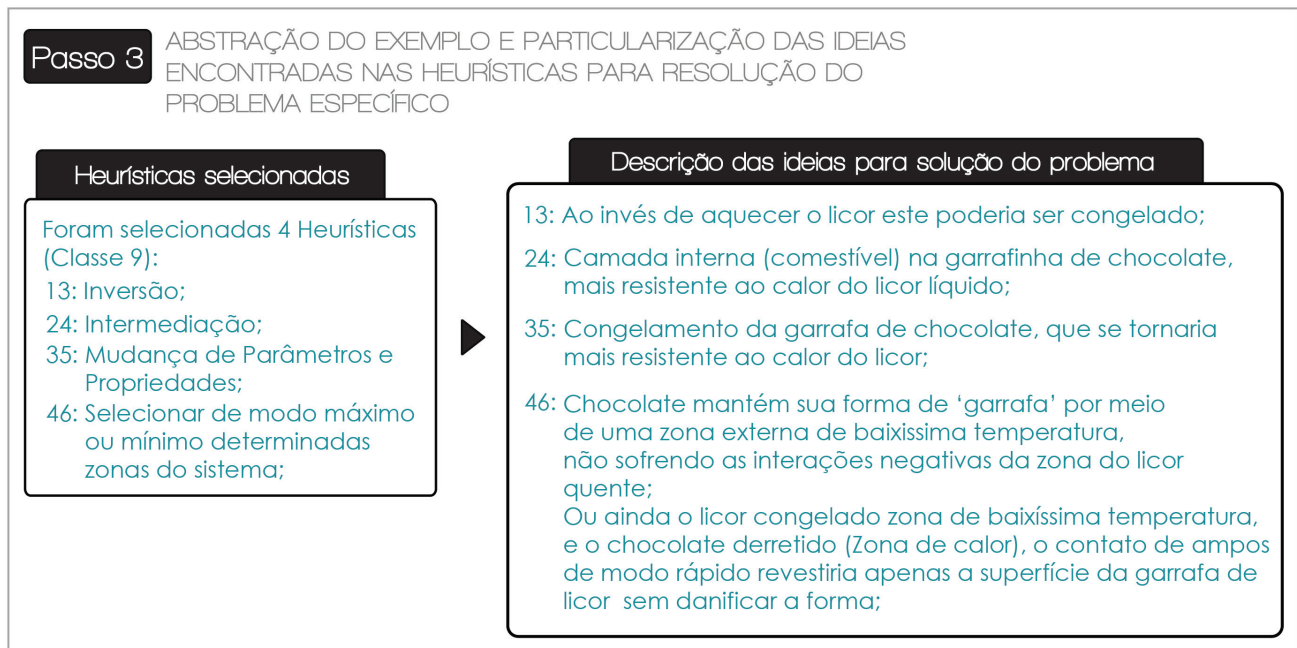 Passo 3
ABSTRAÇÃO DO EXEMPLO E PARTICULARIZAÇÃO DAS IDEIAS
ENCONTRADAS NAS HEURÍSTICAS PARA RESOLUÇÃO DO
PROBLEMA ESPECÍFICO
Heurísticas selecionadas
Foram selecionadas 4 Heurísticas
(Classe 9):
13: Inversão;
24: Intermediação;
35: Mudança de Parâmetros e
Propriedades;
46: Selecionar de modo máximo
ou mínimo determinadas
zonas do sistema;
Descrição das ideias para solução do problema
13: Ao invés de aquecer o licor este poderia ser congelado;
24: Camada interna (comestível) na garrafinha de chocolate,
mais resistente ao calor do licor líquido;
35: Congelamento da garrafa de chocolate, que se tornaria
mais resistente ao calor do licor;
46: Chocolate mantém sua forma de ‘garrafa’ por meio
de uma zona externa de baixissima temperatura,
não sofrendo as interações negativas da zona do licor
quente;
Ou ainda o licor congelado zona de baixíssima temperatura,
e o chocolate derretido (Zona de calor), o contato de ampos
de modo rápido revestiria apenas a superfície da garrafa de
licor sem danificar a forma;